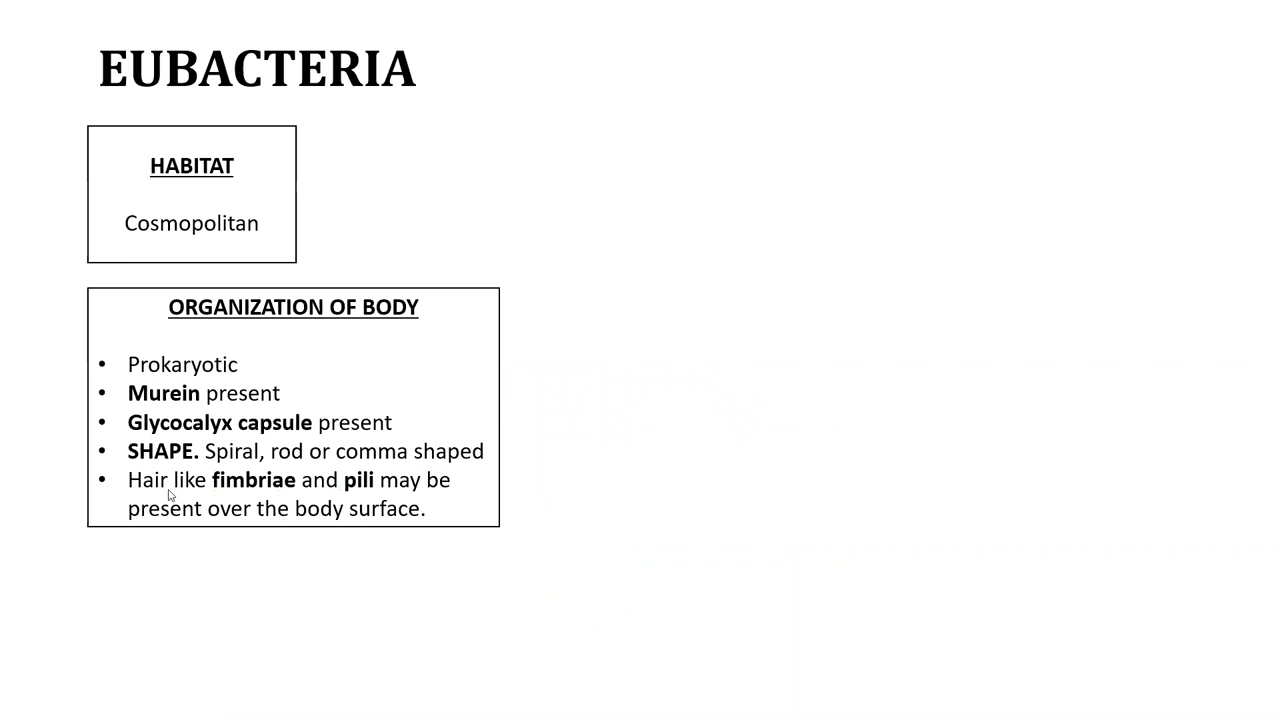 EUBACTERIA
HABITAT
Cosmopolitan
ORGANIZATION OF BODY
• Prokaryotic
• Murein present
• Glycocalyx capsule present
• SHAPE. Spiral, rod or comma shaped
• Hair like fimbriae and pili may be
present over the body surface.